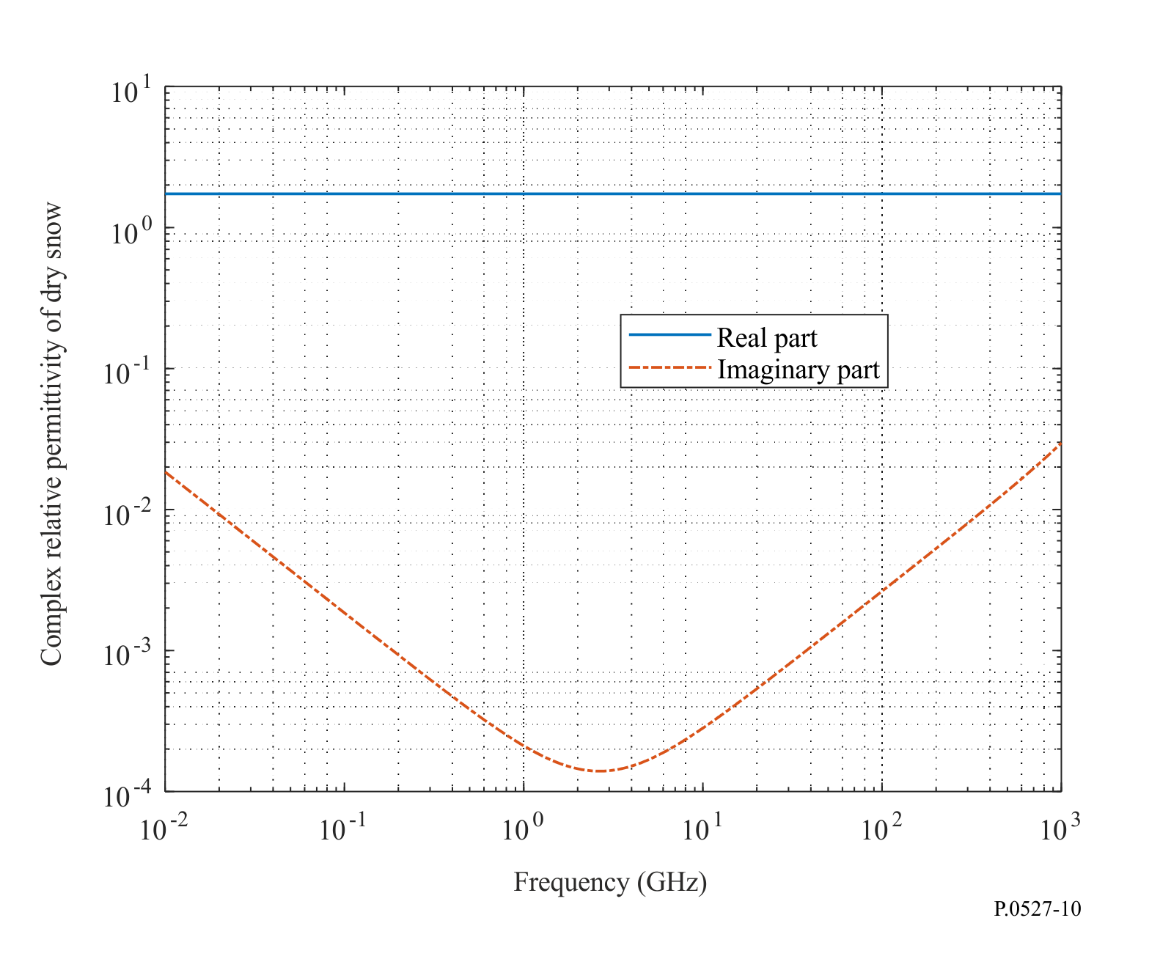 Complex relative permittivity of dry snow
10^1
10^0
10^-1
10^-2
10^-3
10^-4
Real part
Imaginary part
10^-2 10^-1 10^0 10^1 10^2 10^3
Frequency (GHz)
P.0527-10